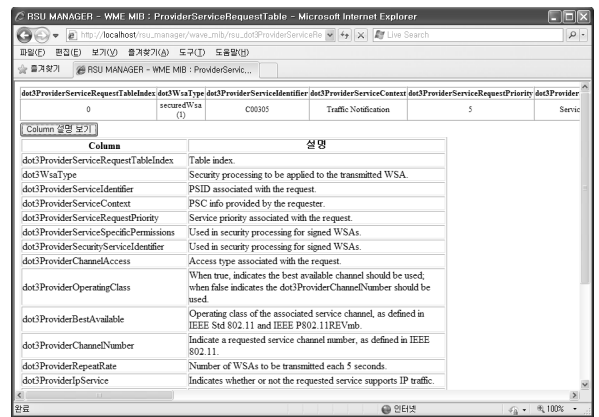 RSU MANAGER - WME MIB : ProviderServiceRequestTable - Microsoft Internet Explorer
http://localhost/rsu_manager/wave_mib/rsu_dot3ProviderServiceRe
Live Search
파일(F) 편집(E) 보기(V) 즐겨찾기(A) 도구(T) 도움말(H)
즐겨찾기 RSU MANAGER - WME MIB : ProviderServic,,,
dot3ProviderServiceRequestTableIndex dot3WsaType dot3ProviderServiceIdentifier dot3ProviderServiceContext dot3ProviderServiceRequestPriority dot3Provider
0 securedWsa (1) C00305 Traffic Notification 5 Servic
Column 설명 보기
Column 설명
dot3ProviderServiceRequestTableIndex Table index.
dot3WsaType Security processing to be applied to the transmitted WSA.
dot3ProviderServiceIdentifier PSID associated with the request.
dot3ProviderServiceContext PSC info provided by the requester.
dot3ProviderServiceRequestPriority Service priority associated with the request.
dot3ProviderServiceSpecificPermissions Used in security processing for signed WSAs.
dot3ProviderSecurityServiceIdentifier Used in security processing for signed WSAs.
dot3ProviderChannelAccess Access type associated with the request.
When true, indicates the best available channel should be used;
dot3ProviderOperatingClass when false indicates the dot3ProviderChannelNumber should be
used.
dot3ProviderBestAvailable Operating class of the associated service channel, as defined in
IEEE Std 802.11 and IEEE P802.11REVmb.
dot3ProviderChannelNumber Indicate a requested service channel number, as defined in IEEE
802.11.
dot3ProviderRepeatRate Number of WSAs to be transmitted each 5 seconds.
dot3ProviderIpService Indicates whether or not the requested service supports IP traffic.
완료 인터넷 100%